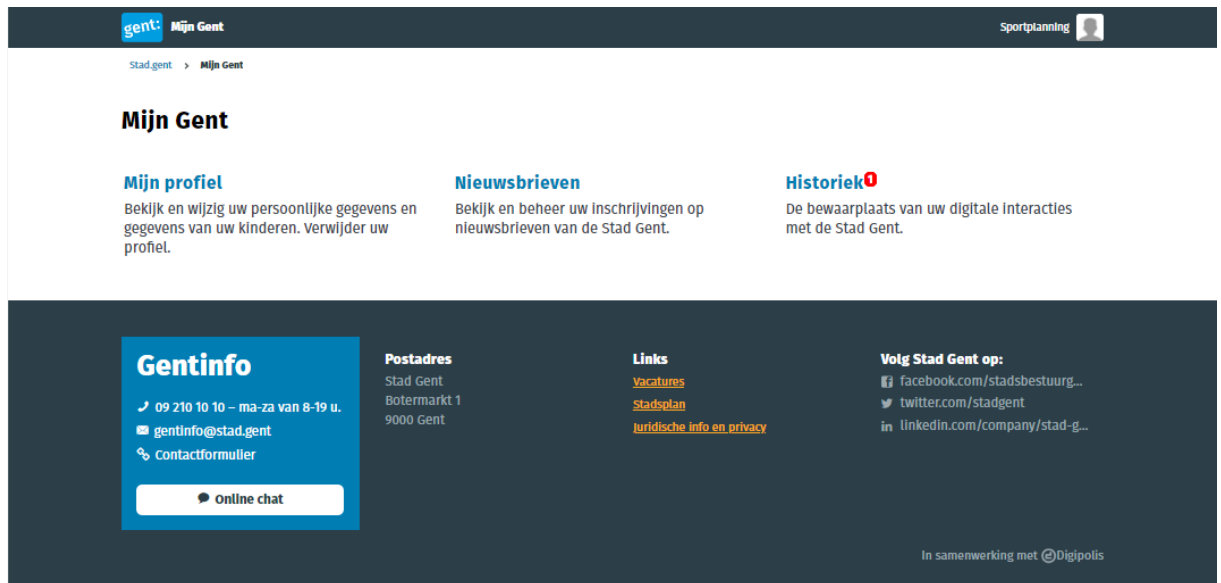 gent: Mijn Gent
Sportplanning
Stad.gent > Mijn Gent
Mijn Gent
Mijn profiel
Bekijk en wijzig uw persoonlijke gegevens en
gegevens van uw kinderen. Verwijder uw
profiel.
Nieuwsbrieven
Bekijk en beheer uw inschrijvingen op
nieuwsbrieven van de Stad Gent.
Historiek 1
De bewaarplaats van uw digitale interacties
met de Stad Gent.
Gentinfo
09 210 10 10 – ma-za van 8-19 u.
gentinfo@stad.gent
Contactformulier
Online chat
Postadres
Stad Gent
Botermarkt 1
9000 Gent
Links
Vacatures
Stadsplan
Juridische info en privacy
Volg Stad Gent op:
facebook.com/stadsbestuurg...
twitter.com/stadgent
in linkedin.com/company/stad-g...
In samenwerking met Digipolis